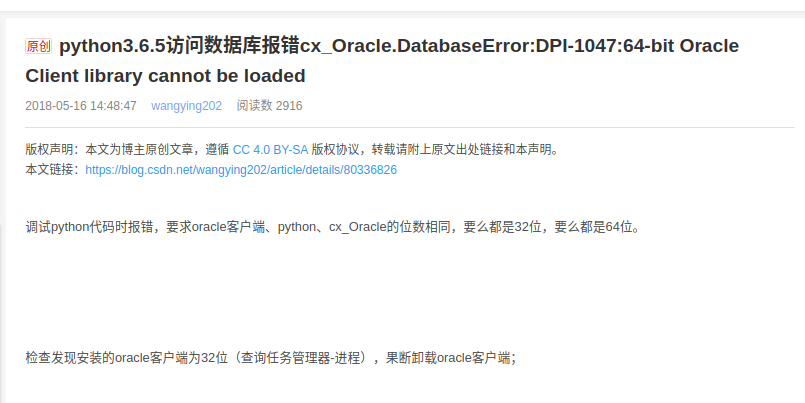 原创 python3.6.5访问数据库报错cx_Oracle.DatabaseError:DPI-1047:64-bit Oracle
Client library cannot be loaded
2018-05-16 14:48:47 wangying202 阅读数 2916
版权声明：本文为博主原创文章，遵循 CC 4.0 BY-SA 版权协议，转载请附上原文出处链接和本声明。
本文链接：https://blog.csdn.net/wangying202/article/details/80336826
调试python代码时报错，要求oracle客户端、python、cx_Oracle的位数相同，要么都是32位，要么都是64位。
检查发现安装的oracle客户端为32位（查询任务管理器-进程），果断卸载oracle客户端；